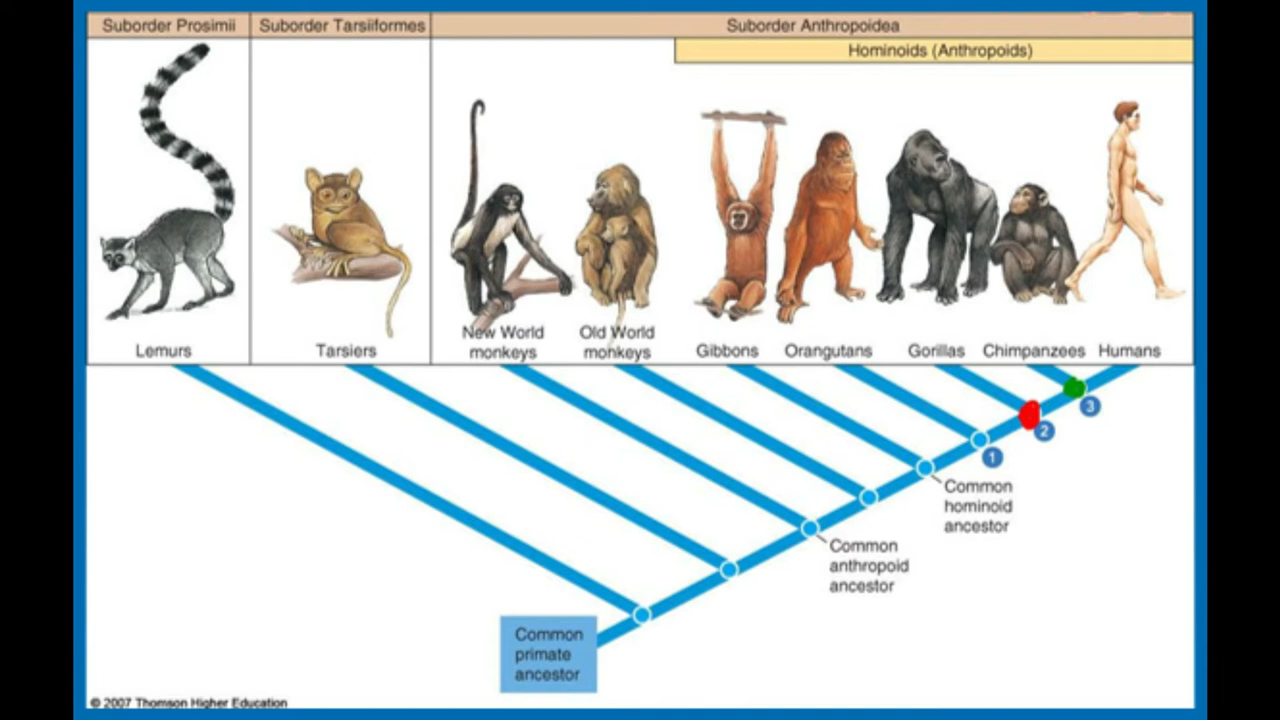 Suborder Prosimii
Suborder Tarsiiformes
Suborder Anthropoidea
Hominoids (Anthropoids)
Lemurs
Tarsiers
New World
monkeys
Old World
monkeys
Gibbons
Orangutans
Gorillas
Chimpanzees
Humans
3
2
1
Common
hominoid
ancestor
Common
anthropoid
ancestor
Common
primate
ancestor
© 2007 Thomson Higher Education